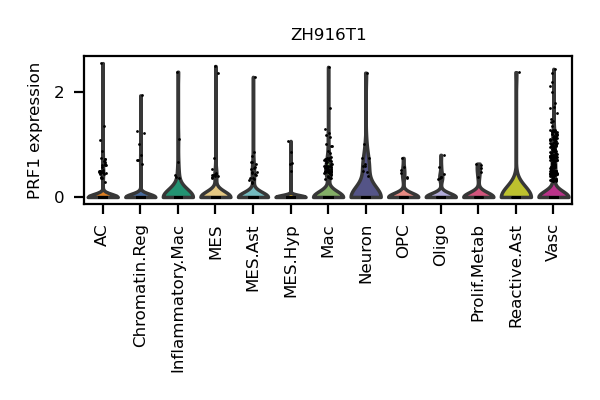 ZH916T1
PRF1 expression
2
0
AC
Chromatin.Reg
Inflammatory.Mac
MES
MES.Ast
MES.Hyp
Mac
Neuron
OPC
Oligo
Prolif.Metab
Reactive.Ast
Vasc